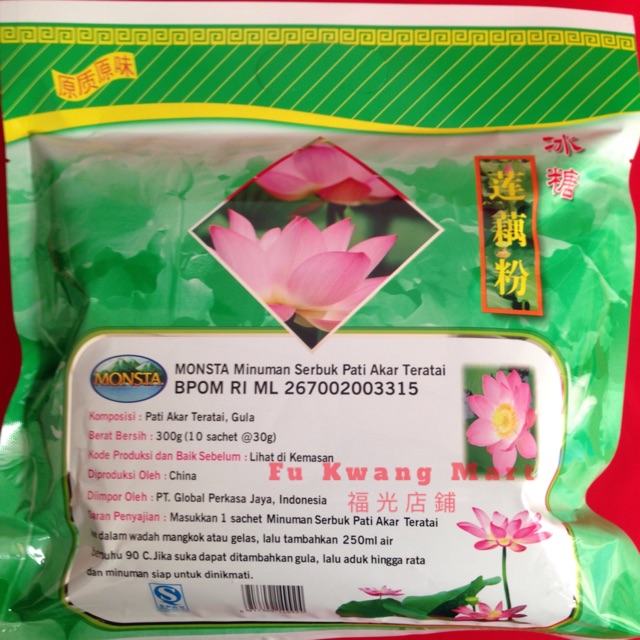 原质原味
冰糖
莲藕粉
MONSTA
MONSTA Minuman Serbuk Pati Akar Teratai
BPOM RI ML 267002003315
Komposisi : Pati Akar Teratai, Gula
Berat Bersih : 300g (10 sachet @30g)
Kode Produksi dan Baik Sebelum : Lihat di Kemasan
Diproduksi Oleh : China
Fu Kwang Mart
Diimpor Oleh : PT. Global Perkasa Jaya, Indonesia
福光店鋪
Saran Penyajian : Masukkan 1 sachet Minuman Serbuk Pati Akar Teratai
ke dalam wadah mangkok atau gelas, lalu tambahkan 250ml air
bersuhu 90 C.Jika suka dapat ditambahkan gula, lalu aduk hingga rata
dan minuman siap untuk dinikmati.